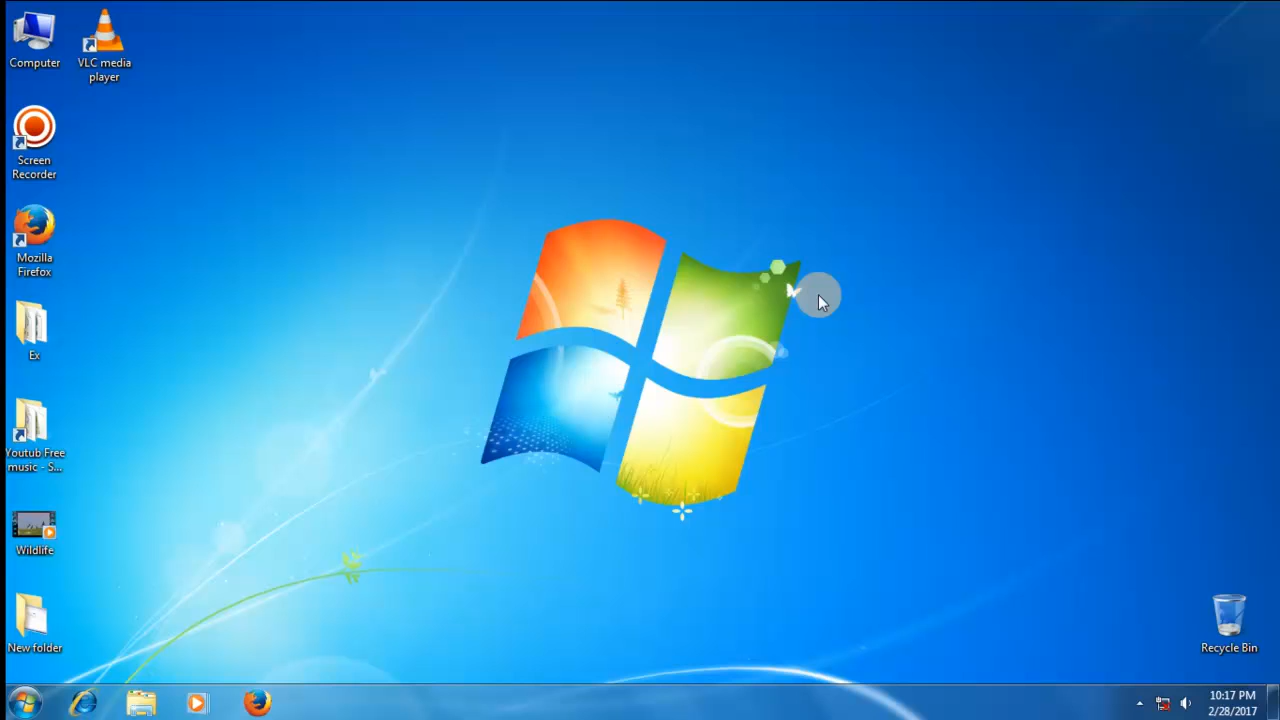 Computer
VLC media
player
Screen
Recorder
Mozilla
Firefox
Ex
Youtub Free
music - S...
Wildlife
New folder
Recycle Bin
10:17 PM
2/28/2017